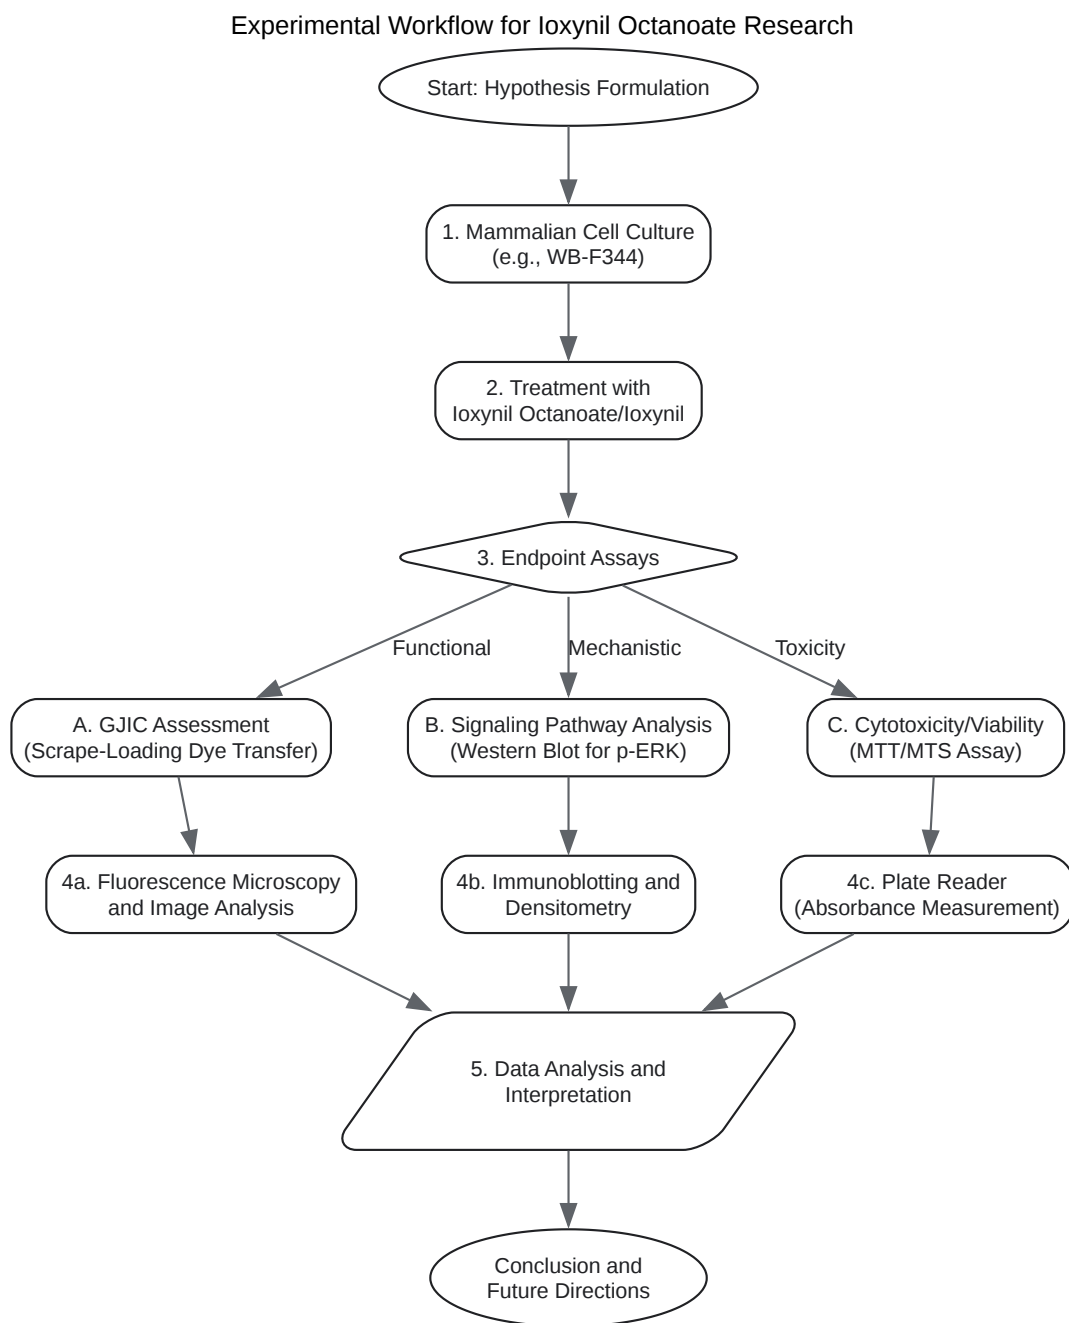 Experimental Workflow for Ioxynil Octanoate Research
Start: Hypothesis Formulation
1. Mammalian Cell Culture
(e.g., WB-F344)
2. Treatment with
Ioxynil Octanoate/Ioxynil
3. Endpoint Assays
Functional
Mechanistic
Toxicity
A. GJIC Assessment
(Scrape-Loading Dye Transfer)
B. Signaling Pathway Analysis
(Western Blot for p-ERK)
C. Cytotoxicity/Viability
(MTT/MTS Assay)
4a. Fluorescence Microscopy
and Image Analysis
4b. Immunoblotting and
Densitometry
4c. Plate Reader
(Absorbance Measurement)
5. Data Analysis and
Interpretation
Conclusion and
Future Directions